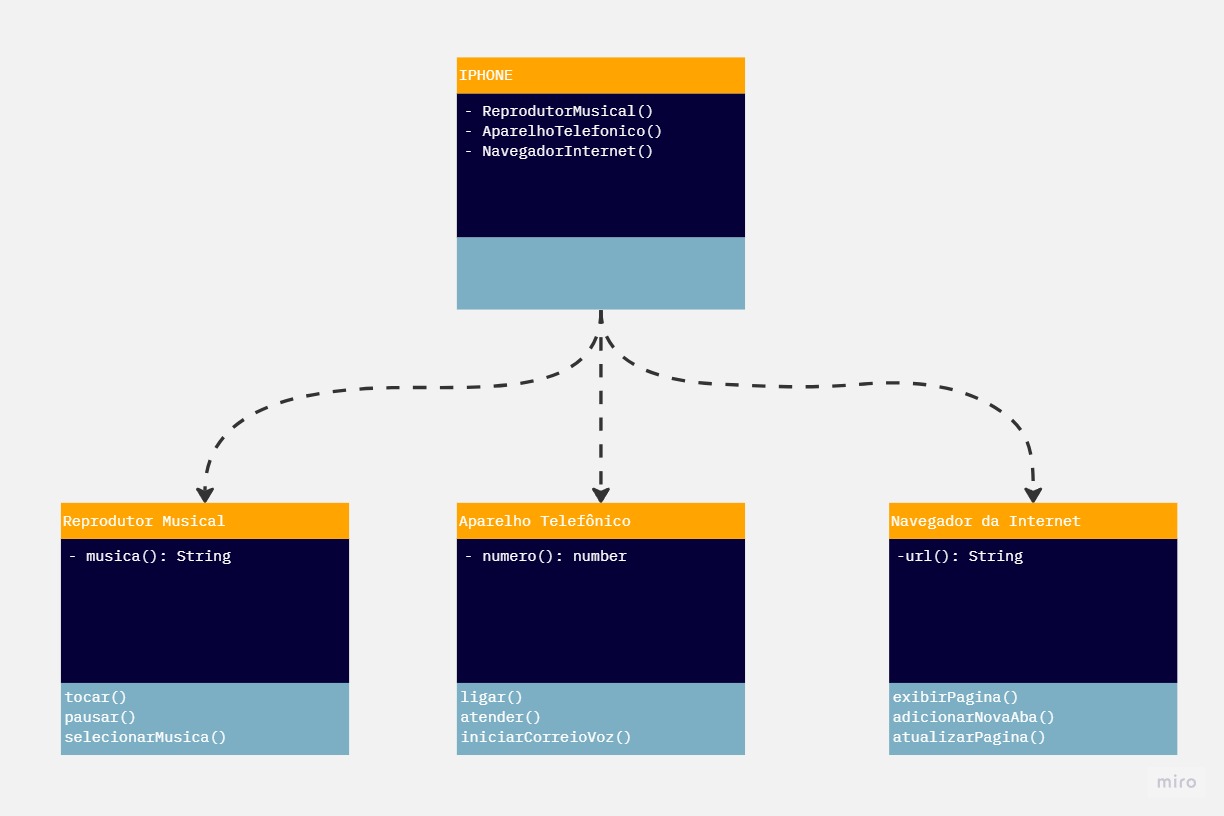 IPHONE
- ReprodutorMusical()
- AparelhoTelefonico()
- NavegadorInternet()
Reprodutor Musical
- musica(): String
tocar()
pausar()
selecionarMusica()
Aparelho Telefônico
- numero(): number
ligar()
atender()
iniciarCorreioVoz()
Navegador da Internet
-url(): String
exibirPagina()
adicionarNovaAba()
atualizarPagina()
miro